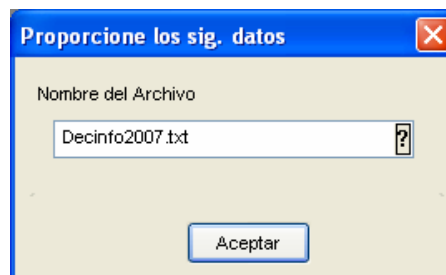 Proporcione los sig. datos
Nombre del Archivo
Decinfo2007.txt ?
Aceptar